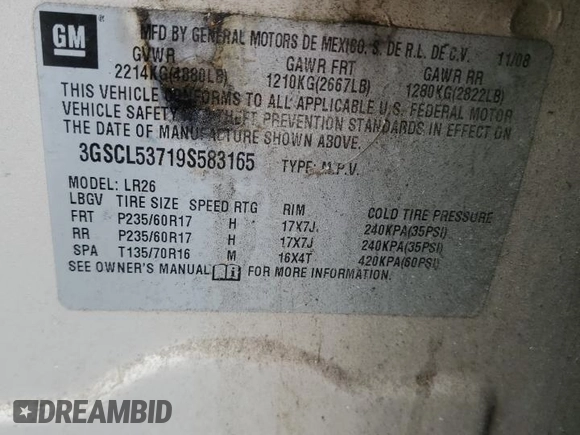 GM
MFD BY GENERAL MOTORS DE MEXICO, S. DE R.L. DE C.V. 11/08
GVWR GAWR FRT GAWR RR
2214KG(4880LB) 1210KG(2667LB) 1280KG(2822LB)
THIS VEHICLE CONFORMS TO ALL APPLICABLE U.S. FEDERAL MOTOR
VEHICLE SAFETY AND THEFT PREVENTION STANDARDS IN EFFECT ON
THE DATE OF MANUFACTURE SHOWN ABOVE.
3GSCL53719S583165 TYPE: M.P.V.
MODEL: LR26
LBGV TIRE SIZE SPEED RTG RIM COLD TIRE PRESSURE
FRT P235/60R17 H 17X7J 240KPA(35PSI)
RR P235/60R17 H 17X7J 240KPA(35PSI)
SPA T135/70R16 M 16X4T 420KPA(60PSI)
SEE OWNER'S MANUAL FOR MORE INFORMATION.
DREAMBID